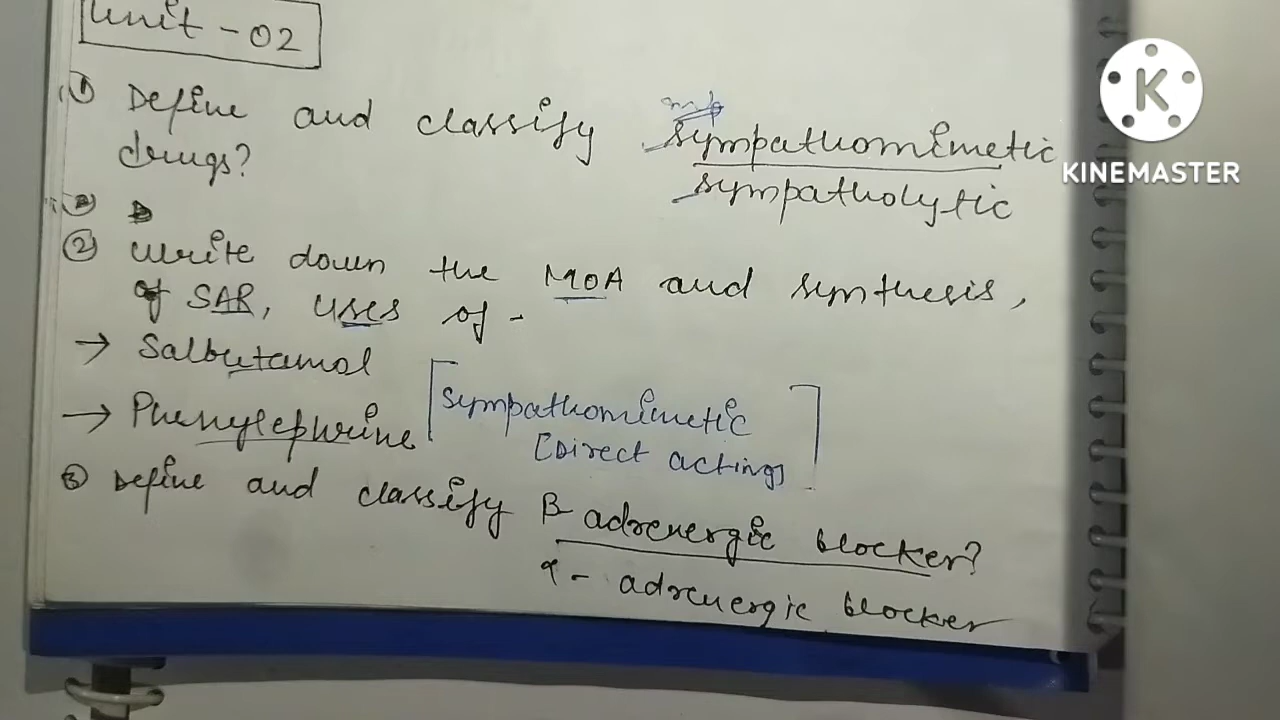 Unit - 02
① Define and classify sympathomimetic
drugs?
sympatholytic
② write down the MOA and synthesis,
of SAR, uses of -
→ Salbutamol
→ Phenylephrine
[sympathomimetic
[Direct acting]
③ Define and classify β adrenergic blocker?
α - adrenergic blocker
K
KINEMASTER